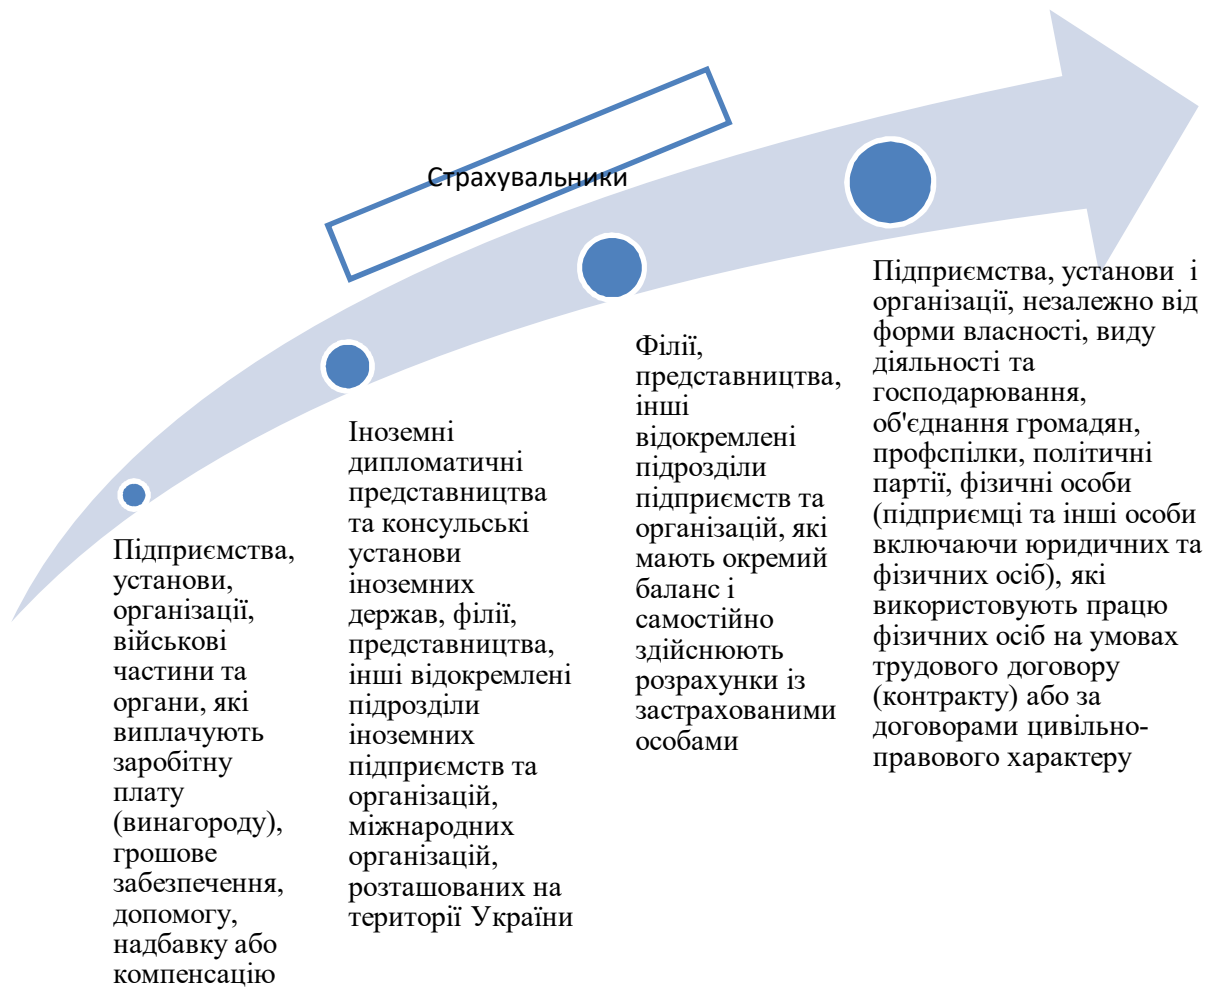 Страхувальники
Підприємства,
установи,
організації,
військові
частини та
органи, які
виплачують
заробітну
плату
(винагороду),
грошове
забезпечення,
допомогу,
надбавку або
компенсацію
Іноземні
дипломатичні
представництва
та консульські
установи
іноземних
держав, філії,
представництва,
інші відокремлені
підрозділи
іноземних
підприємств та
організацій,
міжнародних
організацій,
розташованих на
території України
Філії,
представництва,
інші
відокремлені
підрозділи
підприємств та
організацій, які
мають окремий
баланс і
самостійно
здійснюють
розрахунки із
застрахованими
особами
Підприємства, установи і
організації, незалежно від
форми власності, виду
діяльності та
господарювання,
об'єднання громадян,
профспілки, політичні
партії, фізичні особи
(підприємці та інші особи
включаючи юридичних та
фізичних осіб), які
використовують працю
фізичних осіб на умовах
трудового договору
(контракту) або за
договорами цивільно-
правового характеру